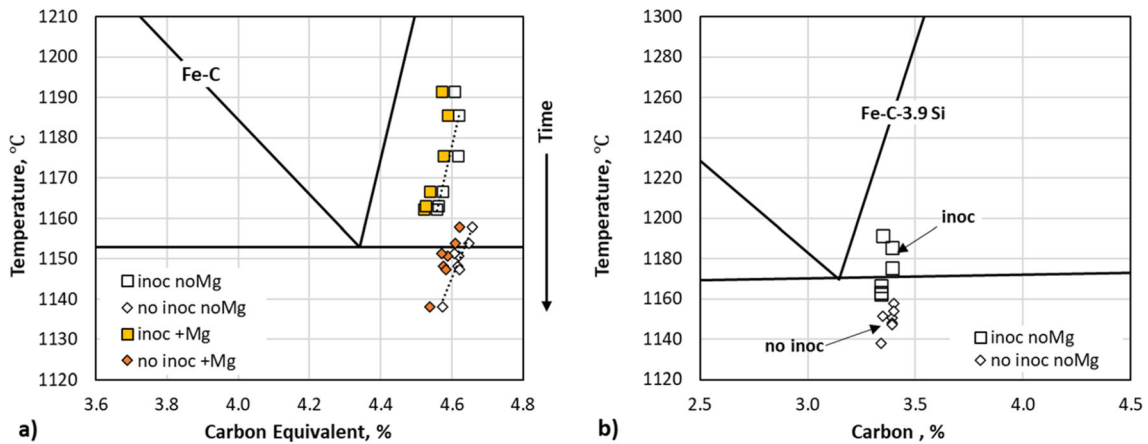 1210
1200
1190
1180
1170
1160
1150
1140
1130
1120
Temperature, °C
Fe-C
inoc noMg
no inoc noMg
inoc +Mg
no inoc +Mg
3.6 3.8 4.0 4.2 4.4 4.6 4.8
a) Carbon Equivalent, %
Time
1300
1280
1260
1240
1220
1200
1180
1160
1140
1120
Temperature, °C
Fe-C-3.9 Si
inoc
no inoc
inoc noMg
no inoc noMg
2.5 3.0 3.5 4.0 4.5
b) Carbon , %